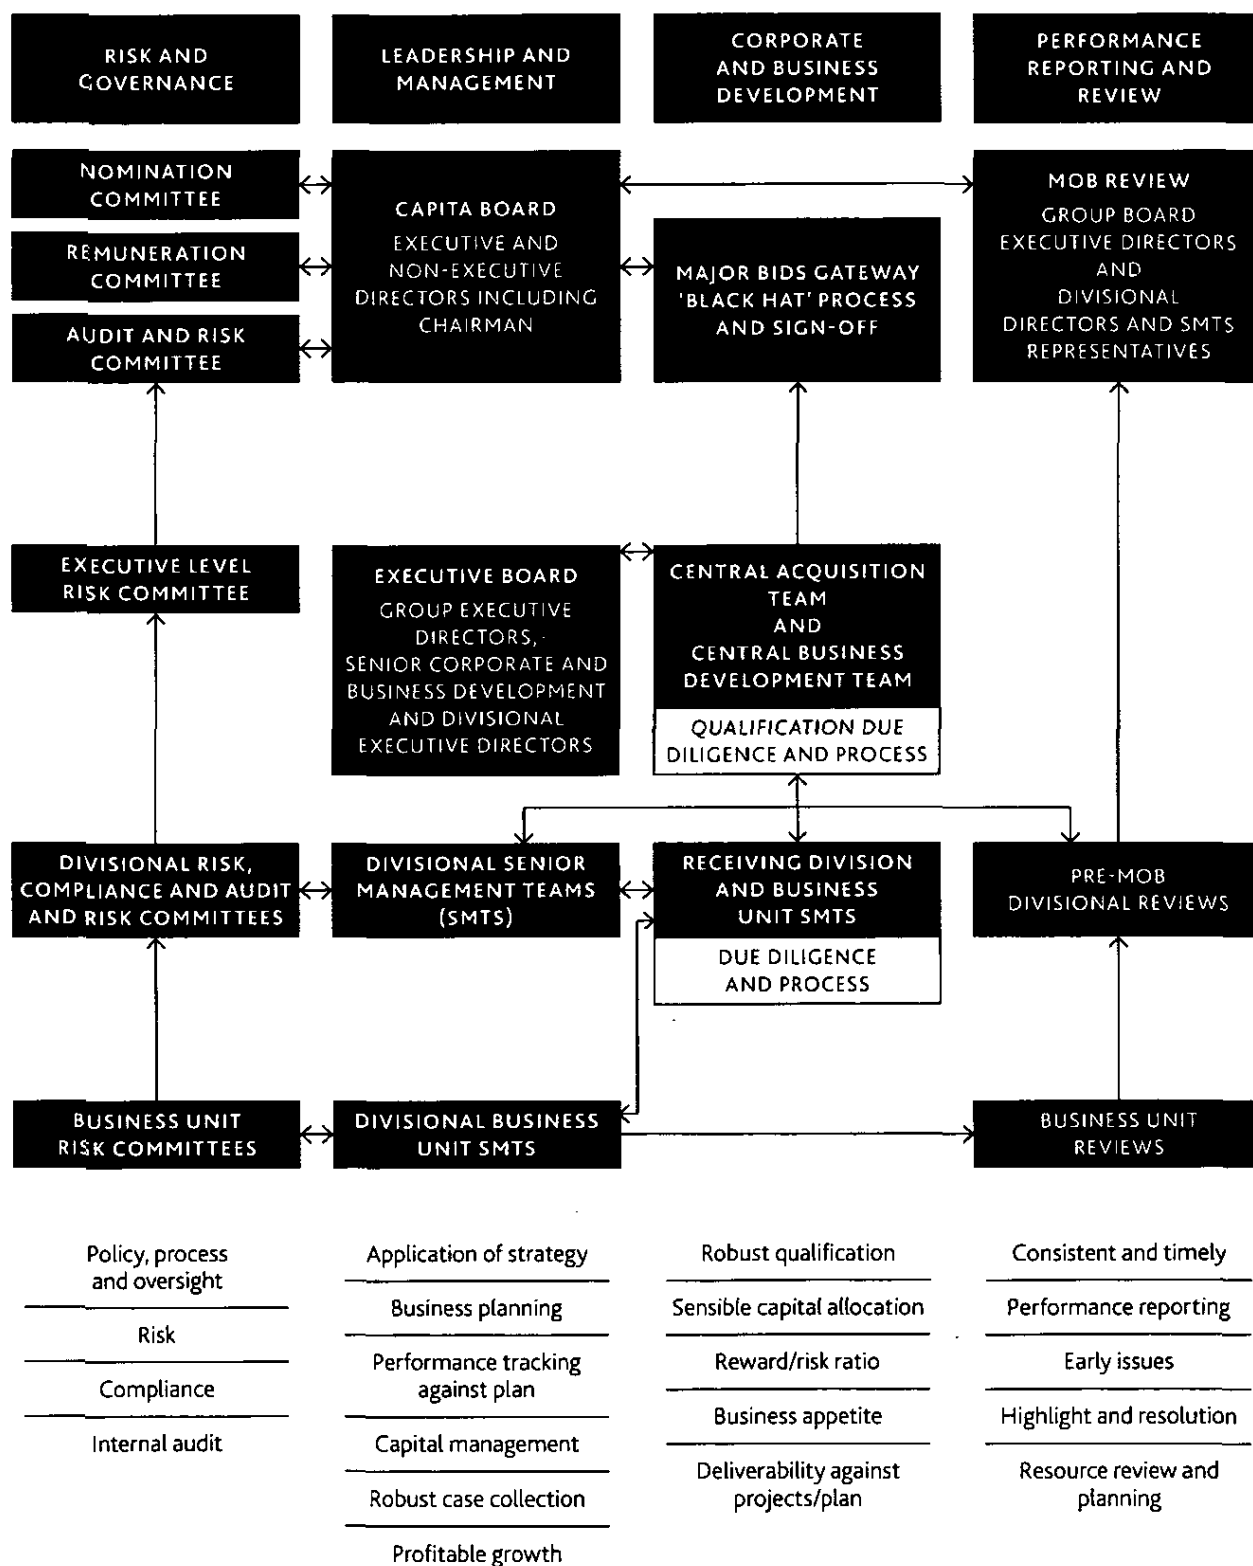 RISK AND
GOVERNANCE
LEADERSHIP AND
MANAGEMENT
CORPORATE
AND BUSINESS
DEVELOPMENT
PERFORMANCE
REPORTING AND
REVIEW
NOMINATION
COMMITTEE
REMUNERATION
COMMITTEE
AUDIT AND RISK
COMMITTEE
CAPITA BOARD
EXECUTIVE AND
NON-EXECUTIVE
DIRECTORS INCLUDING
CHAIRMAN
MAJOR BIDS GATEWAY
'BLACK HAT' PROCESS
AND SIGN-OFF
MOB REVIEW
GROUP BOARD
EXECUTIVE DIRECTORS
AND
DIVISIONAL
DIRECTORS AND SMTS
REPRESENTATIVES
EXECUTIVE LEVEL
RISK COMMITTEE
EXECUTIVE BOARD
GROUP EXECUTIVE
DIRECTORS,
SENIOR CORPORATE AND
BUSINESS DEVELOPMENT
AND DIVISIONAL
EXECUTIVE DIRECTORS
CENTRAL ACQUISITION
TEAM
AND
CENTRAL BUSINESS
DEVELOPMENT TEAM
QUALIFICATION DUE
DILIGENCE AND PROCESS
DIVISIONAL RISK,
COMPLIANCE AND AUDIT
AND RISK COMMITTEES
DIVISIONAL SENIOR
MANAGEMENT TEAMS
(SMTS)
RECEIVING DIVISION
AND BUSINESS
UNIT SMTS
DUE DILIGENCE
AND PROCESS
PRE-MOB
DIVISIONAL REVIEWS
BUSINESS UNIT
RISK COMMITTEES
DIVISIONAL BUSINESS
UNIT SMTS
BUSINESS UNIT
REVIEWS
Policy, process
and oversight
Risk
Compliance
Internal audit
Application of strategy
Business planning
Performance tracking
against plan
Capital management
Robust case collection
Profitable growth
Robust qualification
Sensible capital allocation
Reward/risk ratio
Business appetite
Deliverability against
projects/plan
Consistent and timely
Performance reporting
Early issues
Highlight and resolution
Resource review and
planning